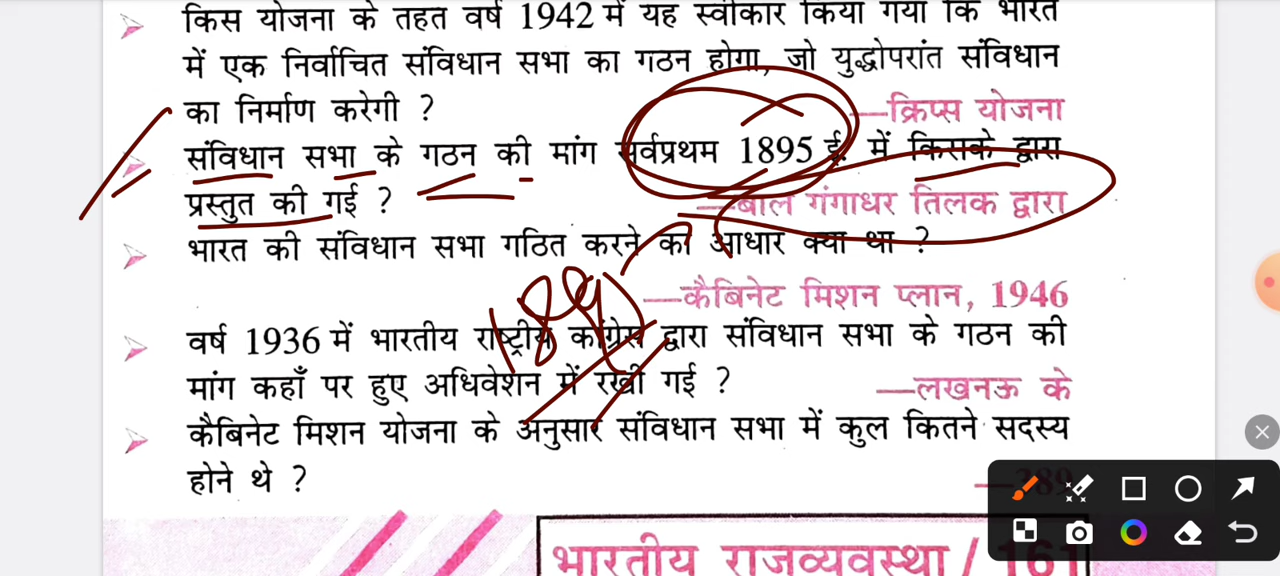 किस योजना के तहत वर्ष 1942 में यह स्वीकार किया गया कि भारत
में एक निर्वाचित संविधान सभा का गठन होगा, जो युद्धोपरांत संविधान
का निर्माण करेगी ? —क्रिप्स योजना
संविधान सभा के गठन की मांग सर्वप्रथम 1895 ई. में किसके द्वारा
प्रस्तुत की गई ? —बाल गंगाधर तिलक द्वारा
भारत की संविधान सभा गठित करने का आधार क्या था ?
—कैबिनेट मिशन प्लान, 1946
वर्ष 1936 में भारतीय राष्ट्रीय कांग्रेस द्वारा संविधान सभा के गठन की
मांग कहाँ पर हुए अधिवेशन में रखी गई ? —लखनऊ के
कैबिनेट मिशन योजना के अनुसार संविधान सभा में कुल कितने सदस्य
होने थे ? —389
भारतीय राजव्यवस्था / 161